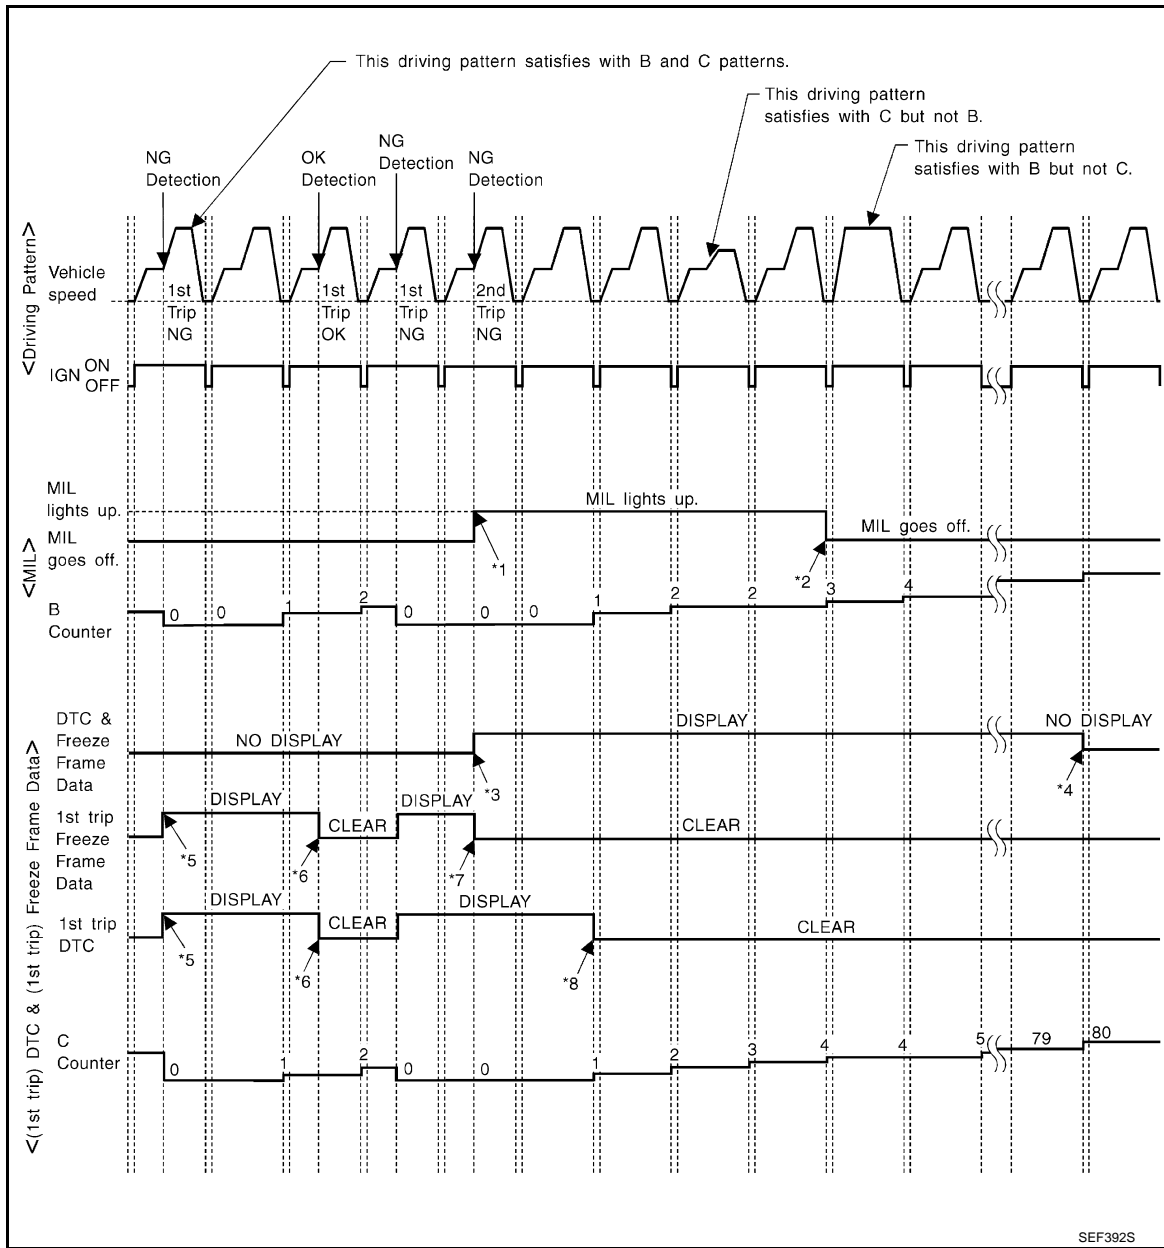 This driving pattern satisfies with B and C patterns.
This driving pattern
satisfies with C but not B.
This driving pattern
satisfies with B but not C.
NG
Detection
OK
Detection
NG
Detection
NG
Detection
<Driving Pattern>
Vehicle
speed
1st
Trip
NG
1st
Trip
OK
1st
Trip
NG
2nd
Trip
NG
IGN ON
OFF
<MIL>
MIL
lights up.
MIL lights up.
MIL
goes off.
MIL goes off.
*1
*2
B
Counter
0 0 1 2 0 0 0 1 2 2 3 4
<(1st trip) DTC & (1st trip) Freeze Frame Data>
DTC &
Freeze
Frame
Data
NO DISPLAY
DISPLAY
NO DISPLAY
*3
*4
1st trip
Freeze
Frame
Data
DISPLAY
CLEAR
DISPLAY
CLEAR
*5
*6
*7
1st trip
DTC
DISPLAY
CLEAR
DISPLAY
CLEAR
*5
*6
*8
C
Counter
0 1 2 0 0 1 2 3 4 4 5 79 80
SEF392S